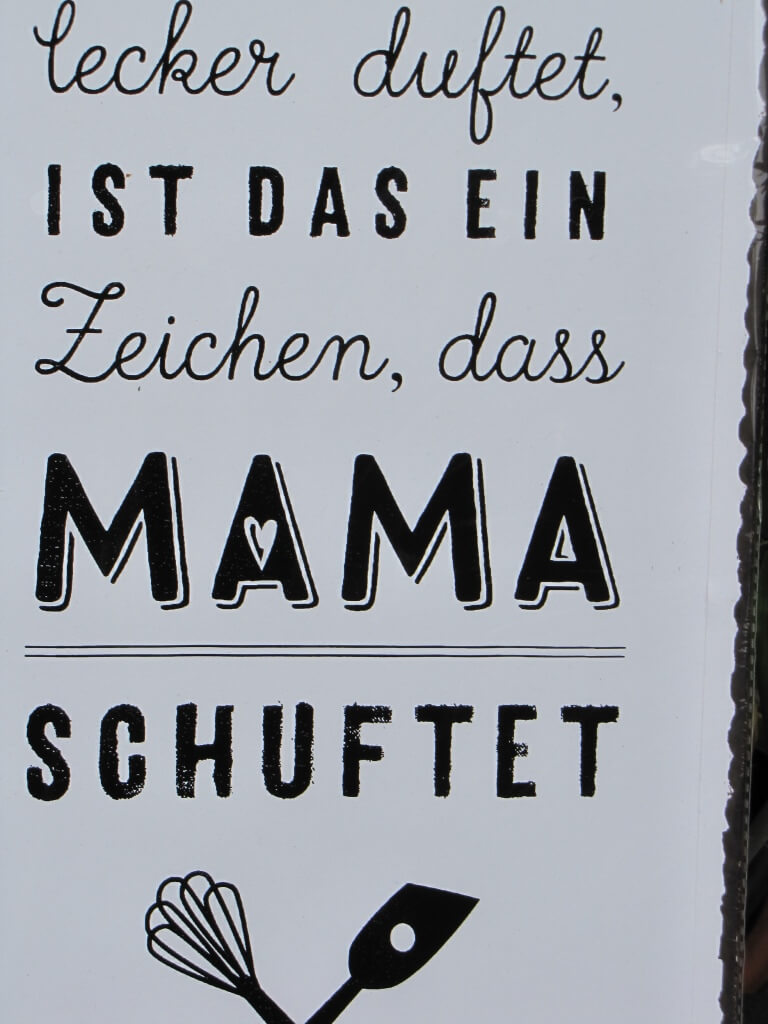 lecker duftet,
IST DAS EIN
Zeichen, dass
MAMA
SCHUFTET